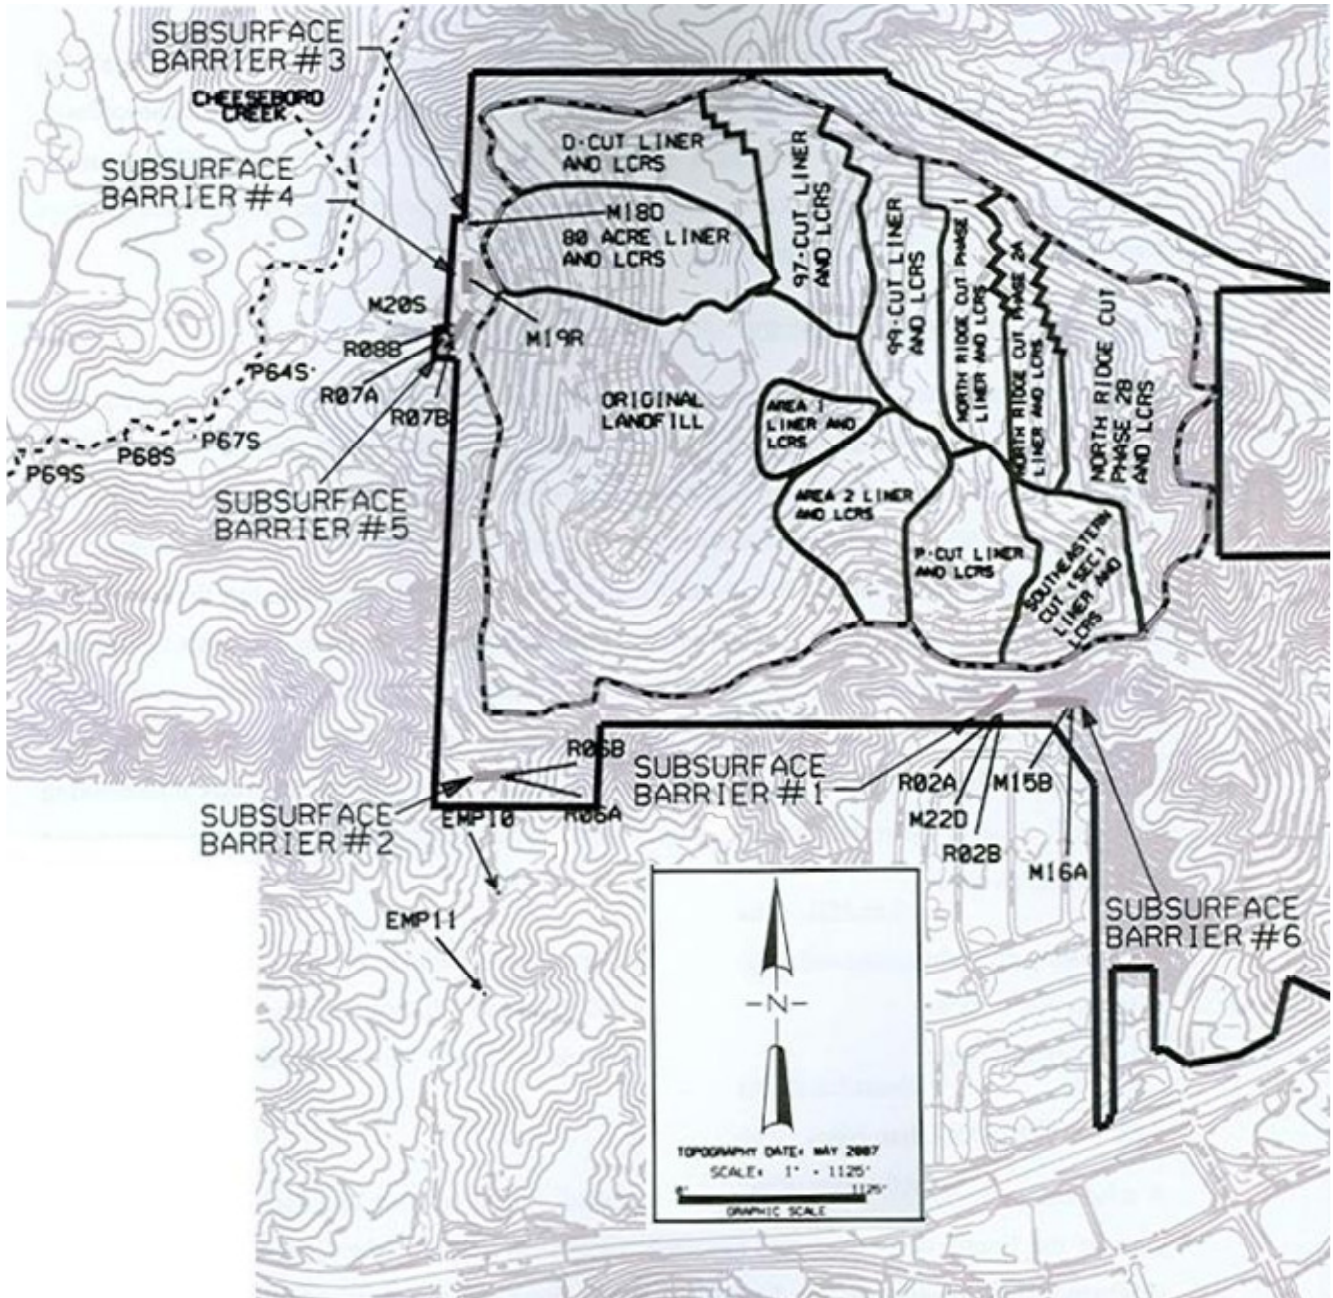 SUBSURFACE
BARRIER #3
CHEESEBORO
CREEK
SUBSURFACE
BARRIER #4
D-CUT LINER
AND LCRS
M18D
80 ACRE LINER
AND LCRS
97-CUT LINER
AND LCRS
99-CUT LINER
AND LCRS
NORTH RIDGE CUT PHASE 1
LINER AND LCRS
NORTH RIDGE CUT PHASE 2A
LINER AND LCRS
NORTH RIDGE CUT
PHASE 2B
AND LCRS
M20S
M19R
R08B
P64S
R07A
R07B
ORIGINAL
LANDFILL
AREA 1
LINER AND
LCRS
P67S
P68S
P69S
SUBSURFACE
BARRIER #5
AREA 2 LINER
AND LCRS
P-CUT LINER
AND LCRS
SOUTHEASTERN
CUT (SEC)
LINER AND
LCRS
R06B
SUBSURFACE
BARRIER #1
R02A
M15B
SUBSURFACE
BARRIER #2
EMP10
R06A
M22D
R02B
M16A
EMP11
SUBSURFACE
BARRIER #6
-N-
TOPOGRAPHY DATE: MAY 2007
SCALE: 1" = 1125'
0" 1125"
GRAPHIC SCALE